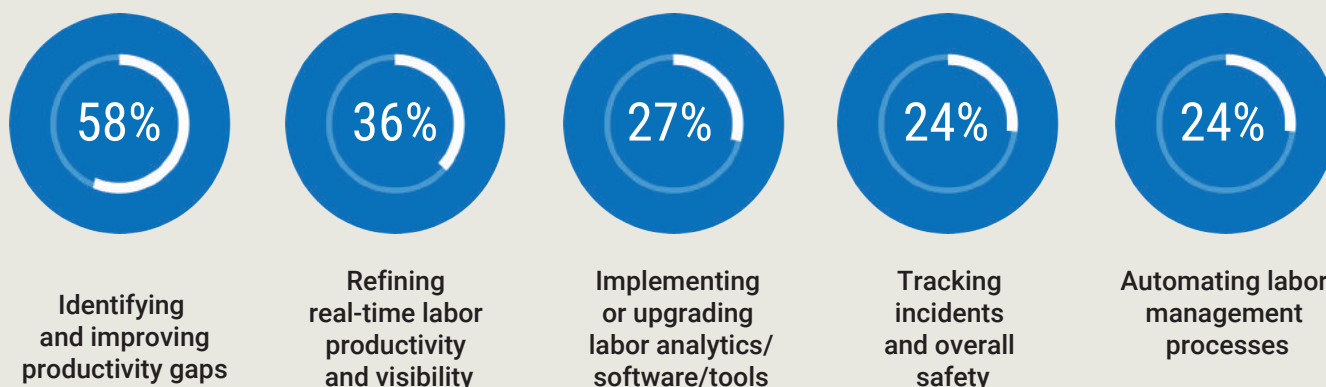 58%
Identifying
and improving
productivity gaps
36%
Refining
real-time labor
productivity
and visibility
27%
Implementing
or upgrading
labor analytics/
software/tools
24%
Tracking
incidents
and overall
safety
24%
Automating labor
management
processes